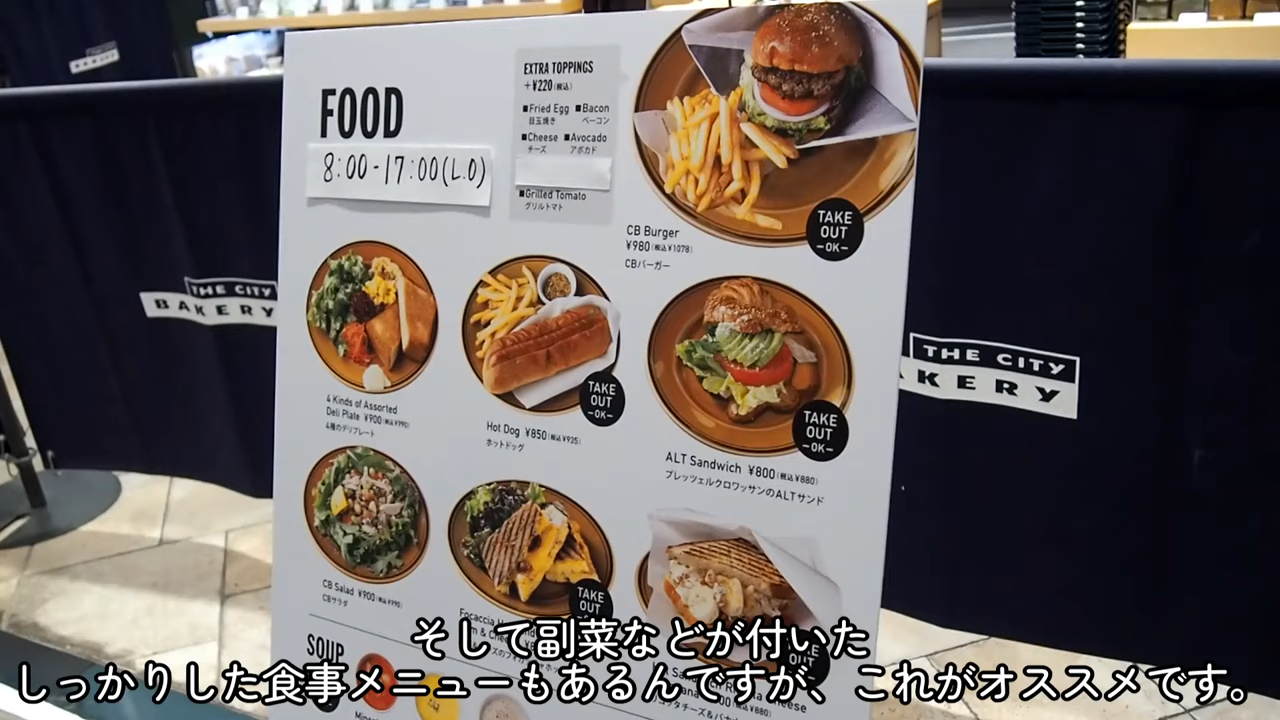 FOOD
8:00-17:00(L.O)
EXTRA TOPPINGS
+¥220(税込)
■Fried Egg ■Bacon
目玉焼き ベーコン
■Cheese ■Avocado
チーズ アボカド
■Grilled Tomato
グリルトマト
TAKE
OUT
-OK-
CB Burger
¥980(税込¥1078)
CBバーガー
THE CITY
BAKERY
THE CITY
AKERY
4 Kinds of Assorted
Deli Plate ¥900(税込¥990)
4種のデリプレート
TAKE
OUT
-OK-
Hot Dog ¥850(税込¥935)
ホットドッグ
TAKE
OUT
-OK-
ALT Sandwich ¥800(税込¥880)
プレッツェルクロワッサンのALTサンド
CB Salad ¥900(税込¥990)
CBサラダ
TAKE
OUT
Focaccia
SOUP
そして副菜などが付いた
しっかりした食事メニューもあるんですが、これがオススメです。